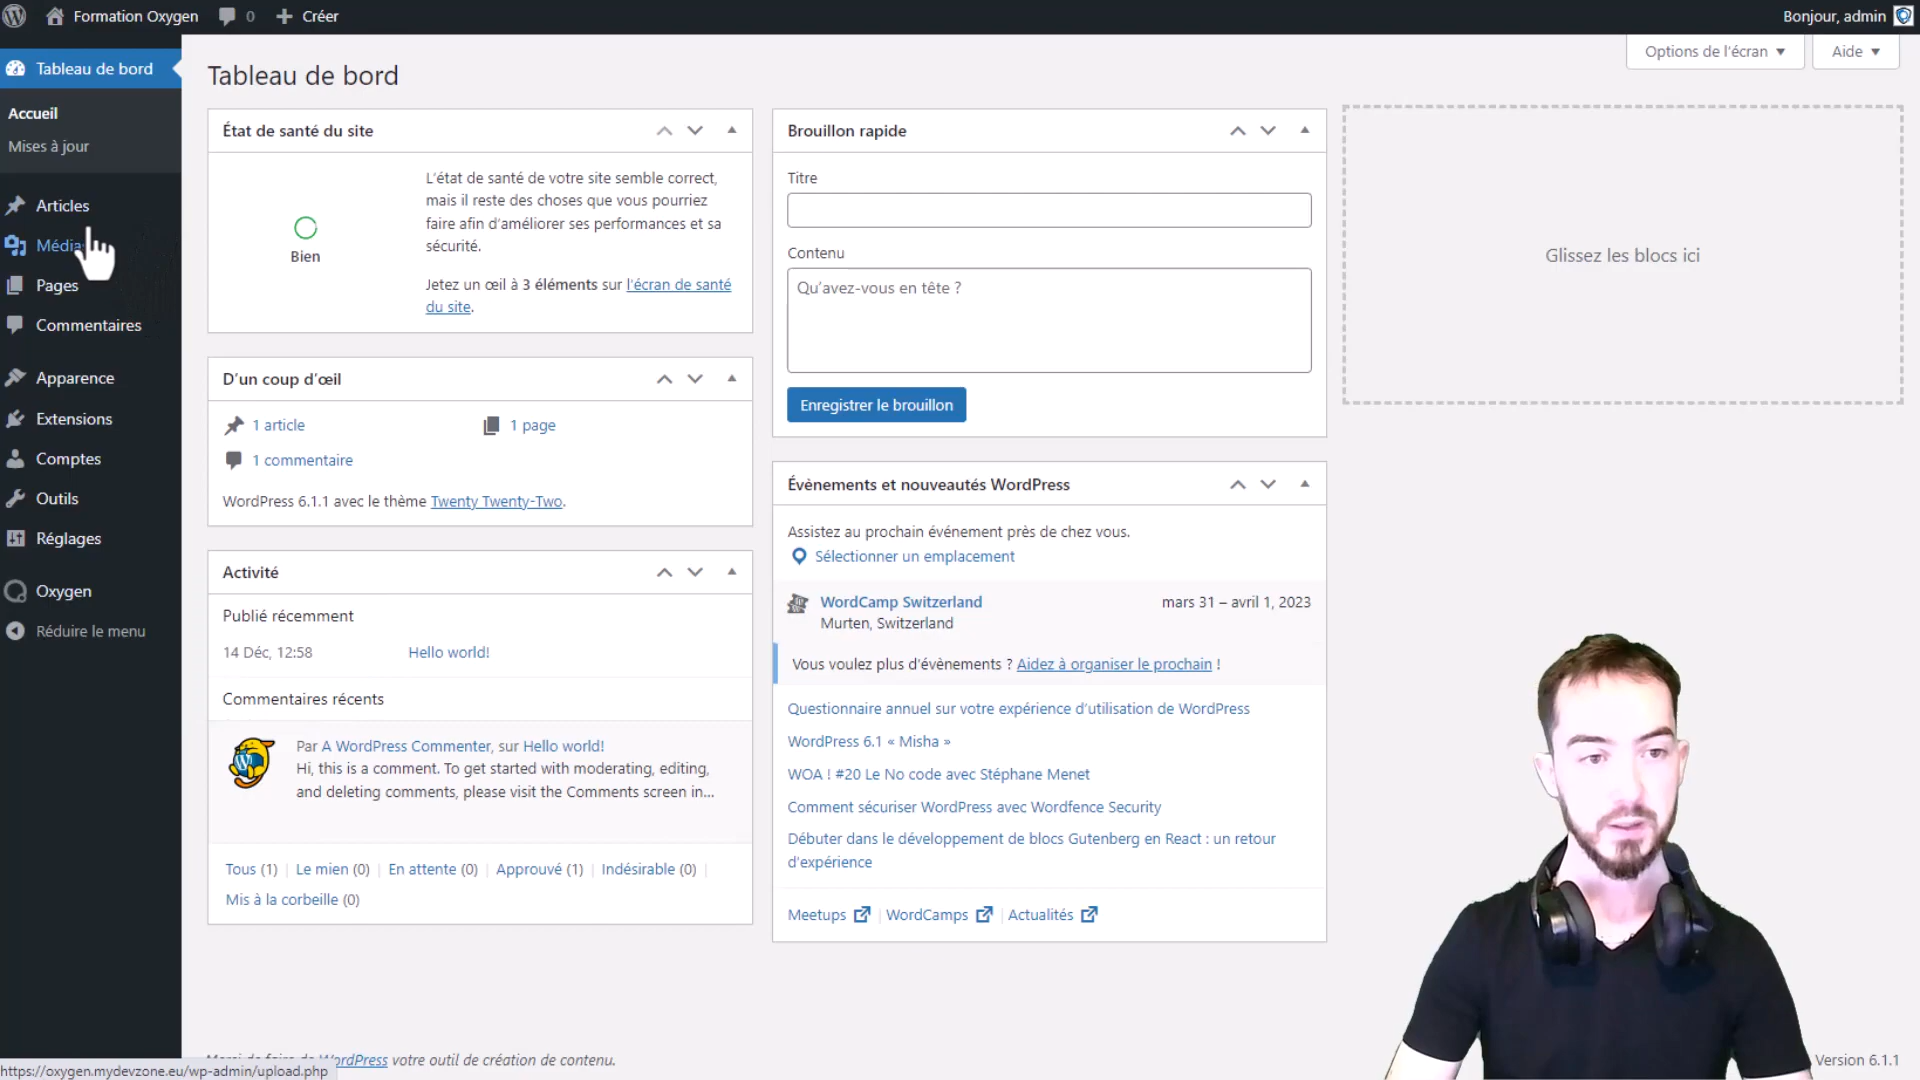 Formation Oxygen
0
Créer
Bonjour, admin
Options de l'écran
Aide
Tableau de bord
Accueil
Mises à jour
Articles
Média
Pages
Commentaires
Apparence
Extensions
Comptes
Outils
Réglages
Oxygen
Réduire le menu
Tableau de bord
État de santé du site
Bien
L'état de santé de votre site semble correct,
mais il reste des choses que vous pourriez
faire afin d'améliorer ses performances et sa
sécurité.
Jetez un œil à 3 éléments sur l'écran de santé
du site.
D'un coup d'œil
1 article
1 page
1 commentaire
WordPress 6.1.1 avec le thème Twenty Twenty-Two.
Activité
Publié récemment
14 Déc, 12:58 Hello world!
Commentaires récents
Par A WordPress Commenter, sur Hello world!
Hi, this is a comment. To get started with moderating, editing,
and deleting comments, please visit the Comments screen in…
Tous (1) | Le mien (0) | En attente (0) | Approuvé (1) | Indésirable (0) |
Mis à la corbeille (0)
Brouillon rapide
Titre
Contenu
Qu'avez-vous en tête ?
Enregistrer le brouillon
Évènements et nouveautés WordPress
Assistez au prochain événement près de chez vous.
Sélectionner un emplacement
WordCamp Switzerland mars 31 – avril 1, 2023
Murten, Switzerland
Vous voulez plus d'évènements ? Aidez à organiser le prochain !
Questionnaire annuel sur votre expérience d'utilisation de WordPress
WordPress 6.1 « Misha »
WOA ! #20 Le No code avec Stéphane Menet
Comment sécuriser WordPress avec Wordfence Security
Débuter dans le développement de blocs Gutenberg en React : un retour
d'expérience
Meetups | WordCamps | Actualités
Glissez les blocs ici
Merci de faire de WordPress votre outil de création de contenu.
Version 6.1.1
https://oxygen.mydevzone.eu/wp-admin/upload.php